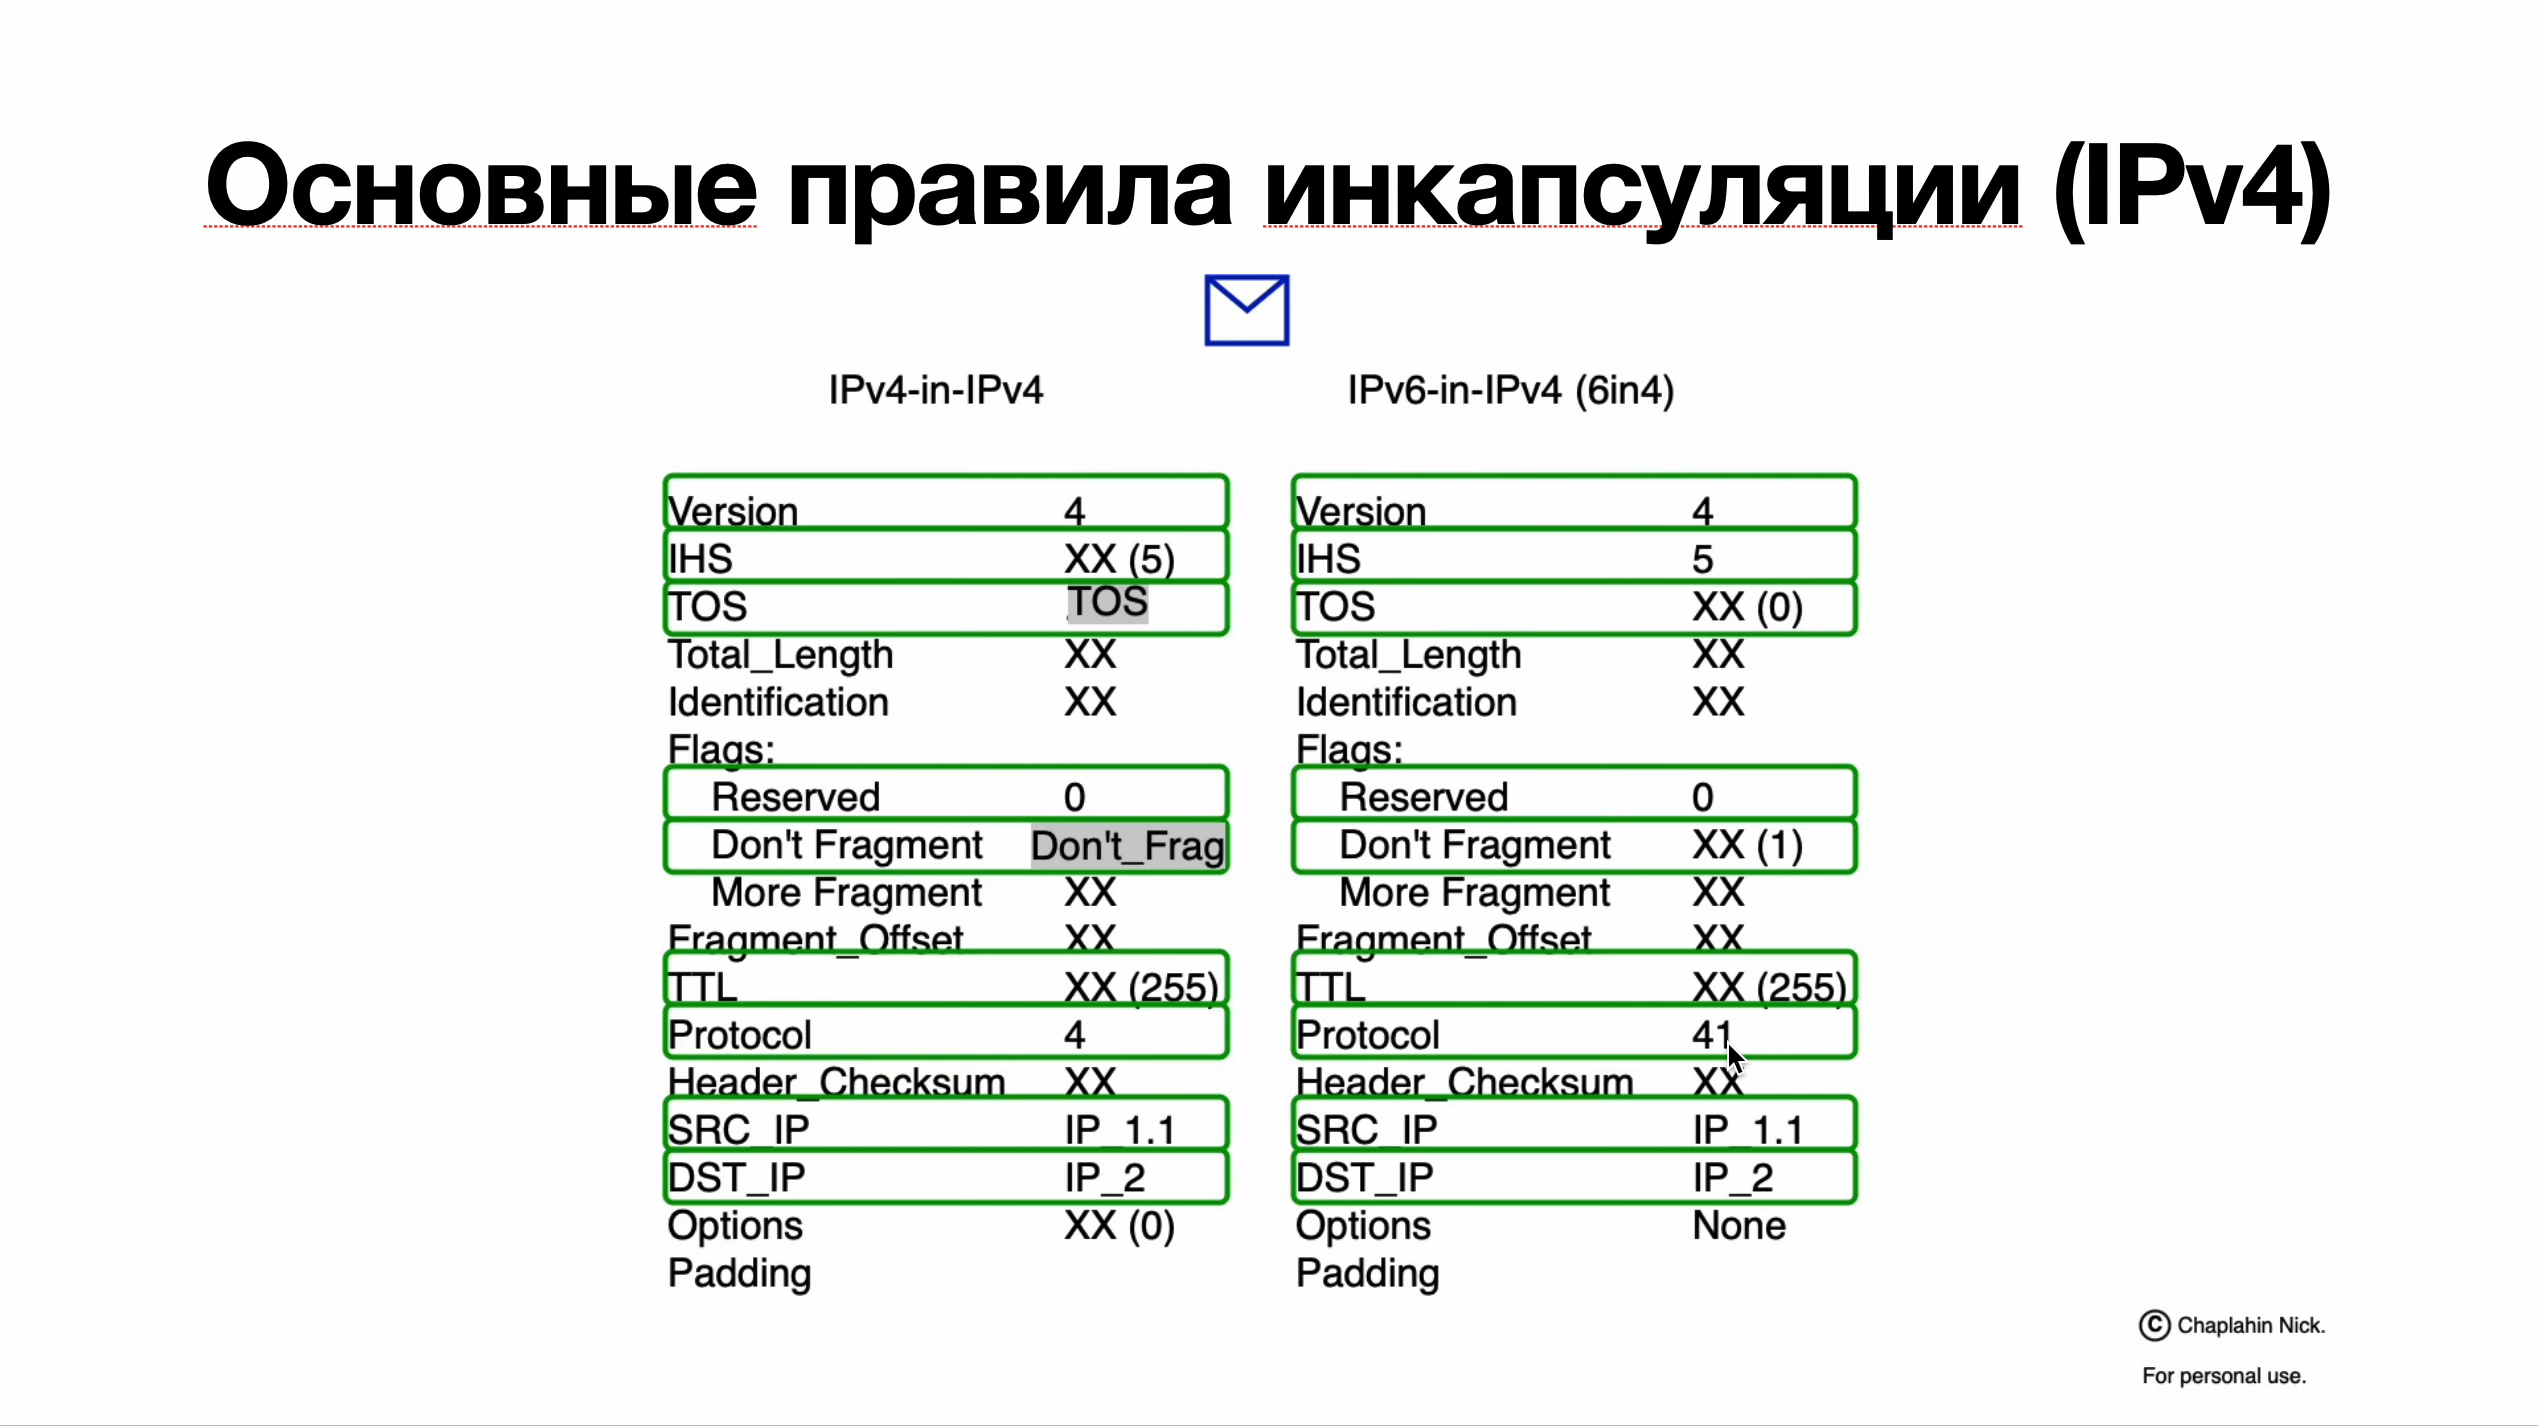 Основные правила инкапсуляции (IPv4)
IPv4-in-IPv4
Version 4
IHS XX (5)
TOS TOS
Total_Length XX
Identification XX
Flags:
Reserved 0
Don't Fragment Don't_Frag
More Fragment XX
Fragment_Offset XX
TTL XX (255)
Protocol 4
Header_Checksum XX
SRC_IP IP_1.1
DST_IP IP_2
Options XX (0)
Padding
IPv6-in-IPv4 (6in4)
Version 4
IHS 5
TOS XX (0)
Total_Length XX
Identification XX
Flags:
Reserved 0
Don't Fragment XX (1)
More Fragment XX
Fragment_Offset XX
TTL XX (255)
Protocol 41
Header_Checksum XX
SRC_IP IP_1.1
DST_IP IP_2
Options None
Padding
© Chaplahin Nick.
For personal use.